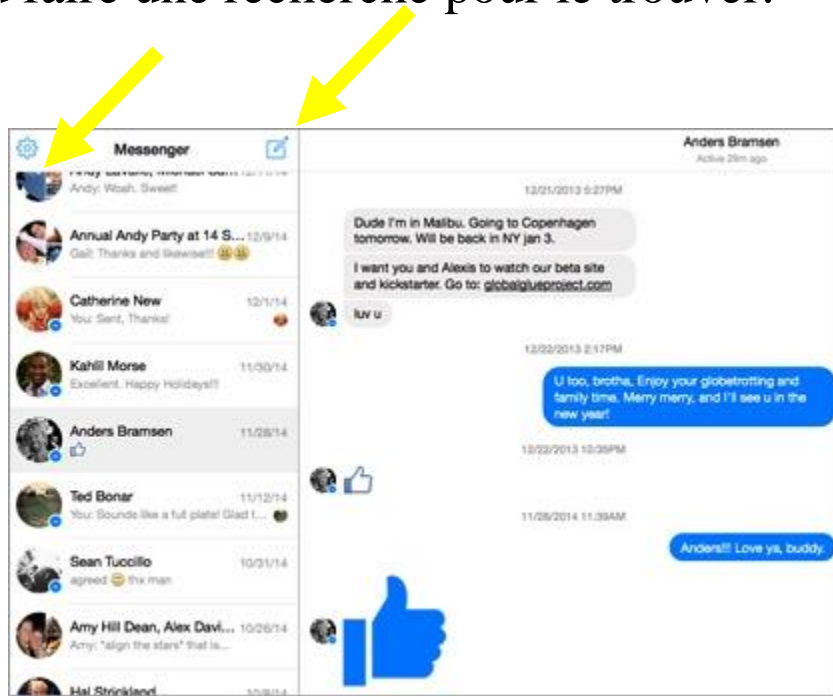 faire une recherche pour le trouver.
Messenger
Andy: Woah. Sweet!
Annual Andy Party at 14 S... 12/9/14
Gail: Thanks and likewise!!! 😀😀
Catherine New 12/1/14
You: Sent, Thanks!
Kahlil Morse 11/30/14
Excellent. Happy Holidays!!!
Anders Bramsen 11/28/14
Ted Bonar 11/12/14
You: Sounds like a full plate! Glad t...
Sean Tuccillo 10/31/14
agreed 😀 thx man
Amy Hill Dean, Alex Davi... 10/26/14
Amy: "align the stars" that is...
Hal Strickland
Anders Bramsen
Active 28m ago
12/21/2013 5:27PM
Dude I'm in Malibu. Going to Copenhagen
tomorrow. Will be back in NY jan 3.
I want you and Alexis to watch our beta site
and kickstarter. Go to: globalglueproject.com
luv u
12/22/2013 2:17PM
U too, brotha, Enjoy your globetrotting and
family time. Merry merry, and I'll see u in the
new year!
12/22/2013 10:35PM
11/28/2014 11:39AM
Anders!!! Love ya, buddy.